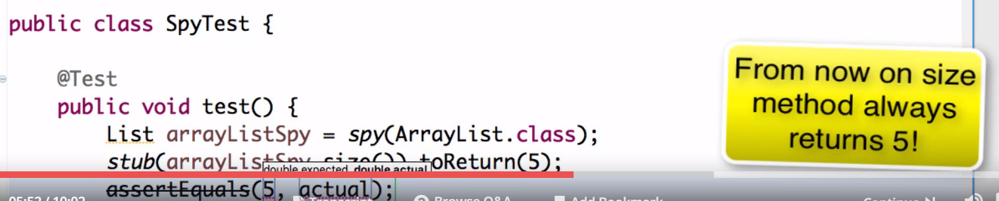 public class SpyTest {
@Test
public void test() {
List arrayListSpy = spy(ArrayList.class);
stub(arrayListSpy.size()).toReturn(5);
double expected, double actual
assertEquals(5, actual);
From now on size
method always
returns 5!
05:52 / 10:02
Transcript
Browse Q&A
Add Bookmark
Continue